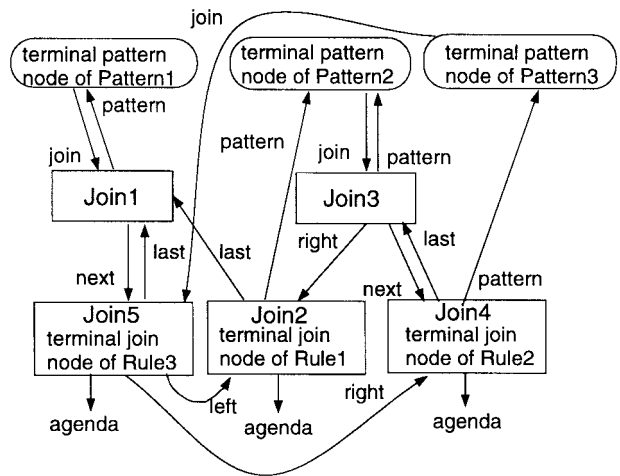 join
terminal pattern
node of Pattern1
terminal pattern
node of Pattern2
terminal pattern
node of Pattern3
pattern
join
pattern
join
pattern
Join1
Join3
last
next
last
right
last
next
pattern
Join5
terminal join
node of Rule3
Join2
terminal join
node of Rule1
Join4
terminal join
node of Rule2
left
right
agenda
agenda
agenda